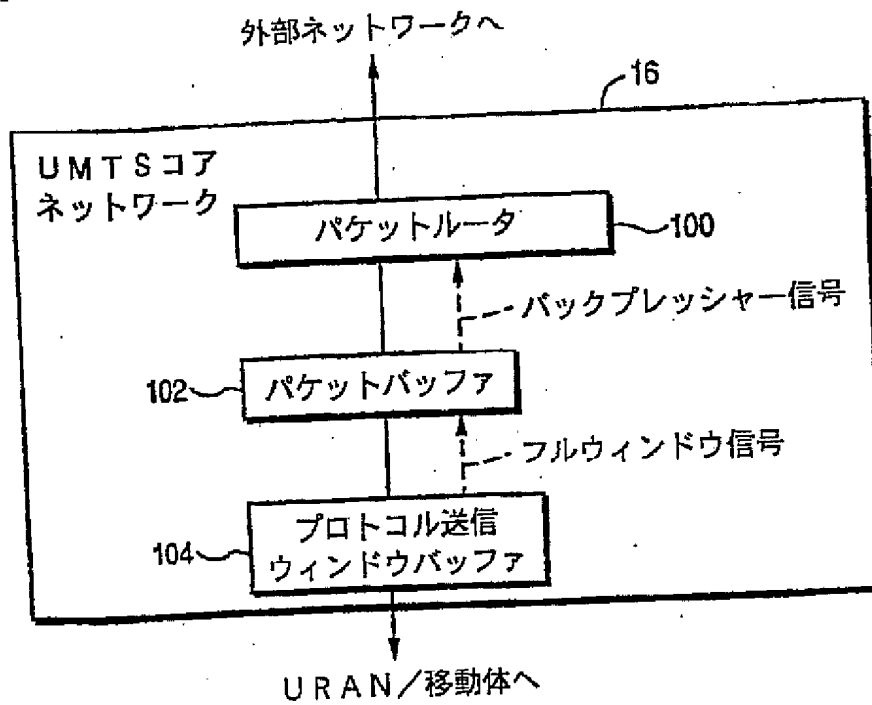 外部ネットワークへ
16
UMTSコア
ネットワーク
パケットルータ
100
バックプレッシャー信号
102
パケットバッファ
フルウィンドウ信号
プロトコル送信
ウィンドウバッファ
104
URAN/移動体へ